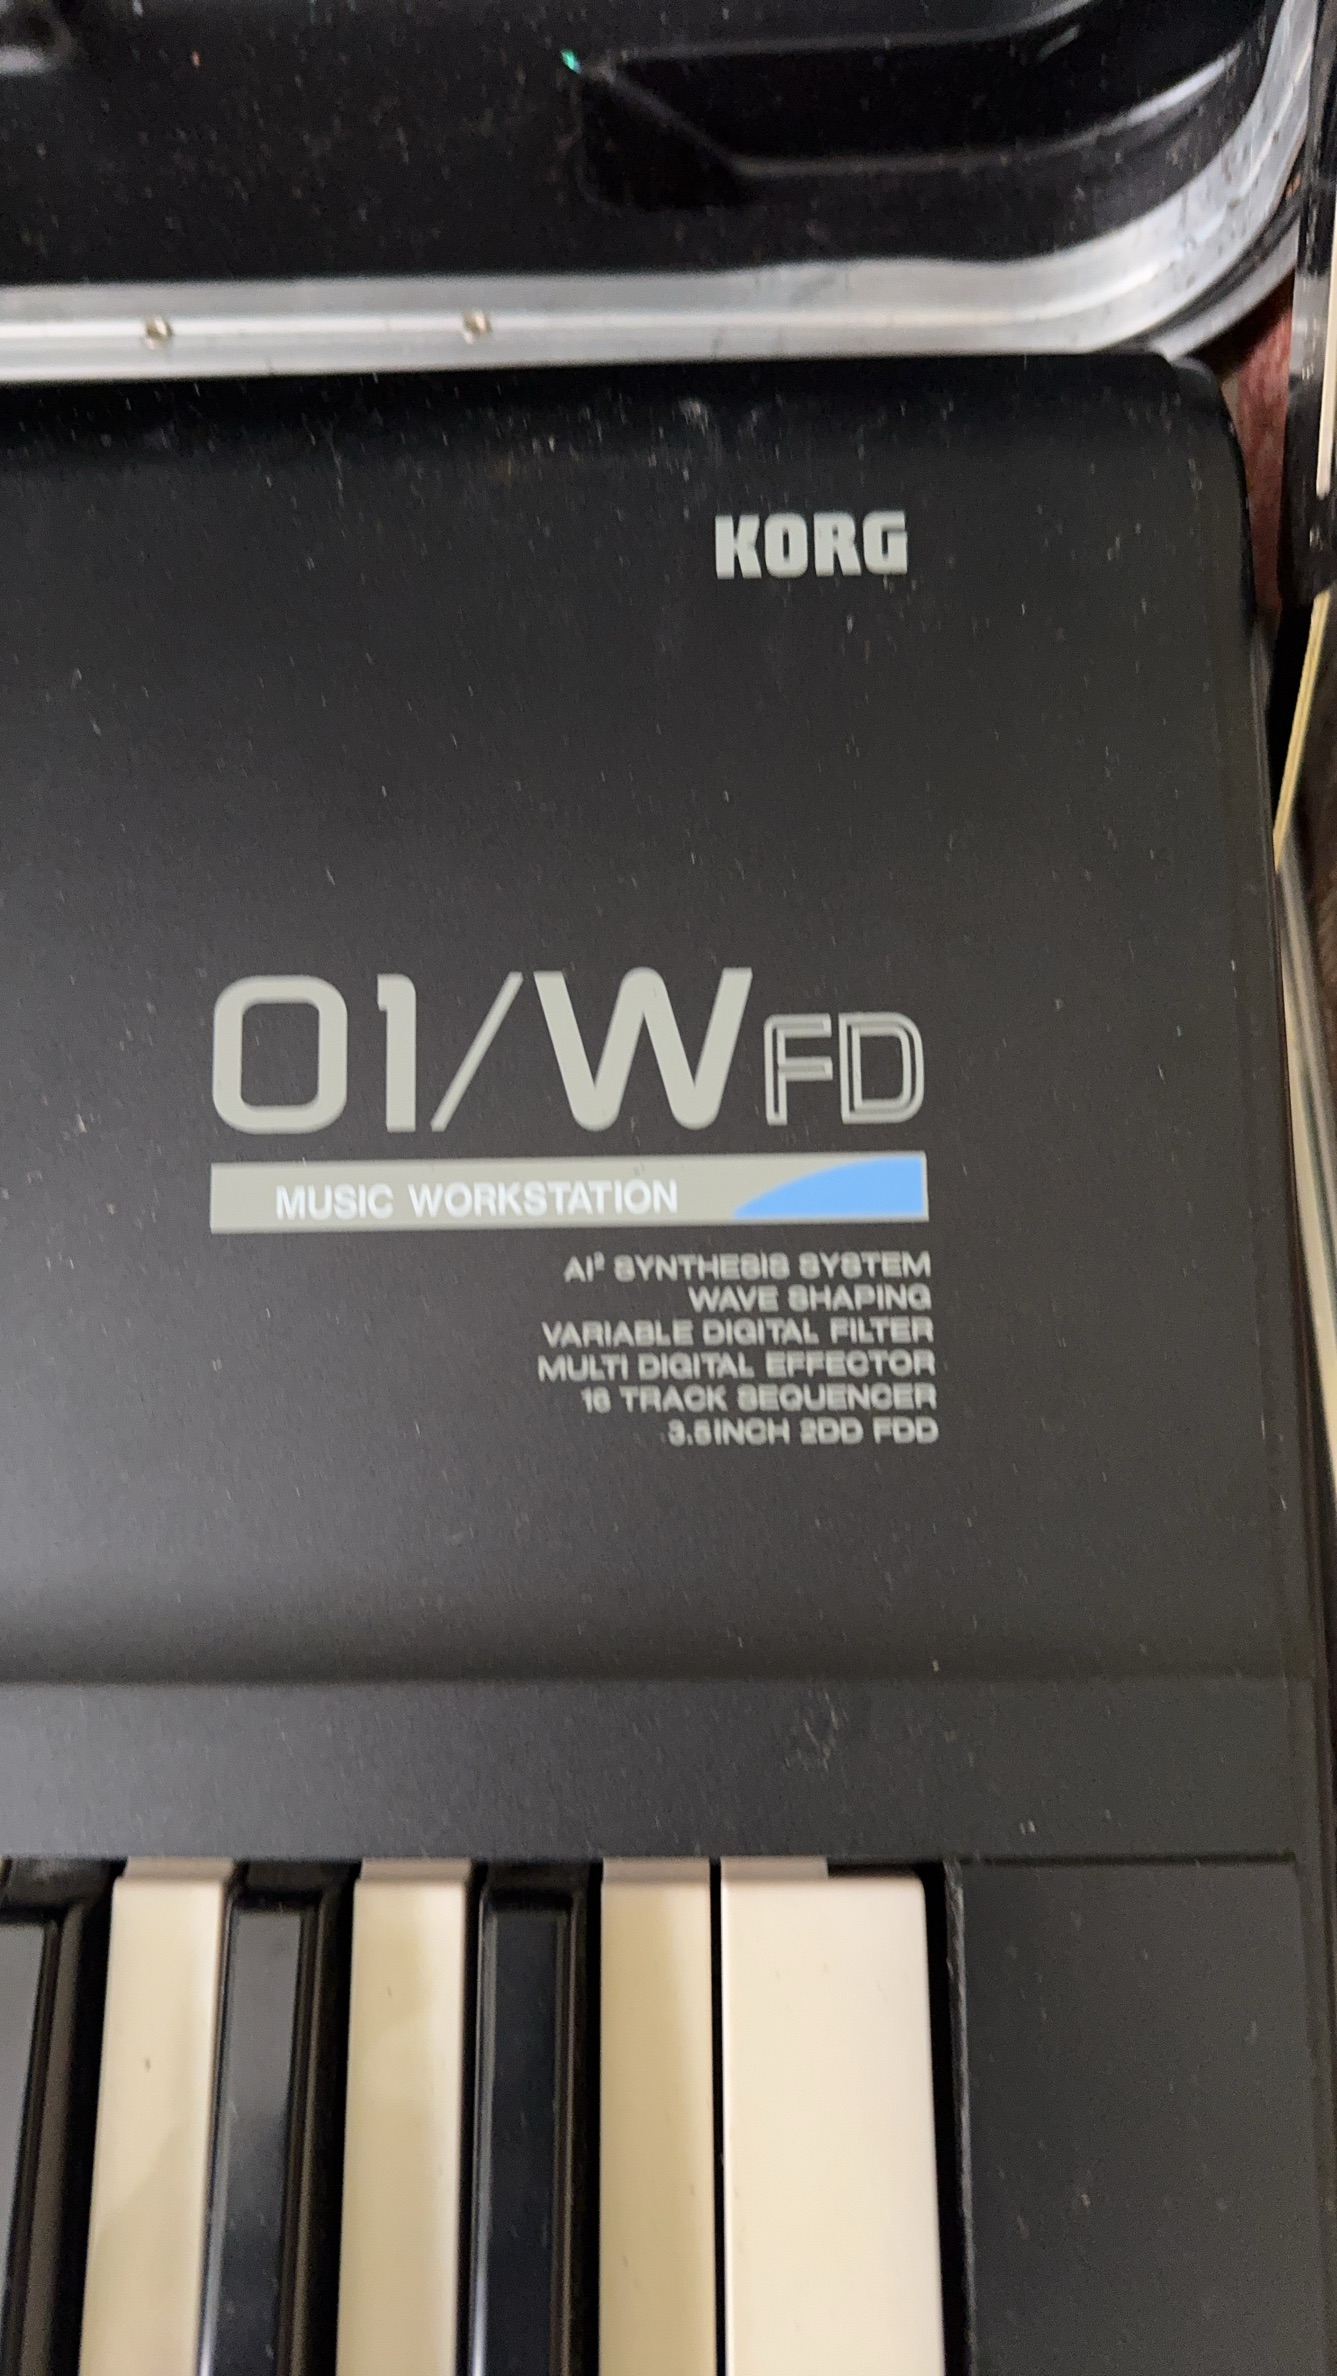 KORG
01/WFD
MUSIC WORKSTATION
AI² SYNTHESIS SYSTEM
WAVE SHAPING
VARIABLE DIGITAL FILTER
MULTI DIGITAL EFFECTOR
16 TRACK SEQUENCER
3.5INCH 2DD FDD